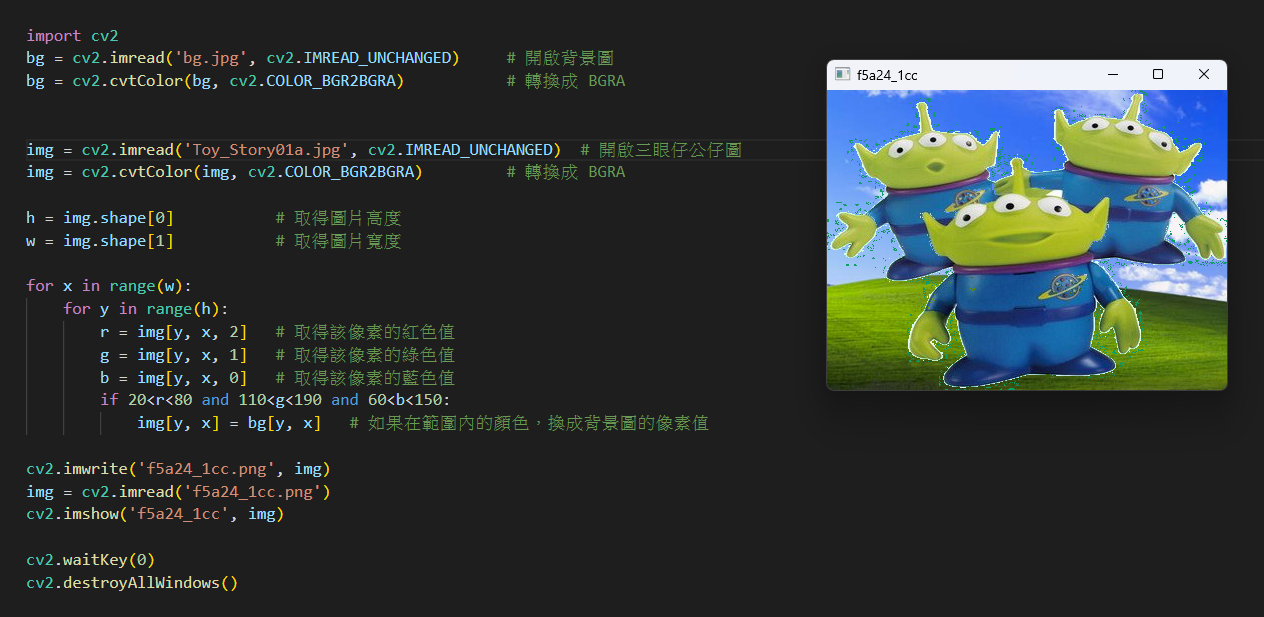 import cv2
bg = cv2.imread('bg.jpg', cv2.IMREAD_UNCHANGED)     # 開啟背景圖
bg = cv2.cvtColor(bg, cv2.COLOR_BGR2BGRA)           # 轉換成 BGRA
img = cv2.imread('Toy_Story01a.jpg', cv2.IMREAD_UNCHANGED)  # 開啟三眼仔公仔圖
img = cv2.cvtColor(img, cv2.COLOR_BGR2BGRA)         # 轉換成 BGRA
h = img.shape[0]           # 取得圖片高度
w = img.shape[1]           # 取得圖片寬度
for x in range(w):
    for y in range(h):
        r = img[y, x, 2]   # 取得該像素的紅色值
        g = img[y, x, 1]   # 取得該像素的綠色值
        b = img[y, x, 0]   # 取得該像素的藍色值
        if 20<r<80 and 110<g<190 and 60<b<150:
            img[y, x] = bg[y, x]   # 如果在範圍內的顏色，換成背景圖的像素值
cv2.imwrite('f5a24_1cc.png', img)
img = cv2.imread('f5a24_1cc.png')
cv2.imshow('f5a24_1cc', img)
cv2.waitKey(0)
cv2.destroyAllWindows()
f5a24_1cc